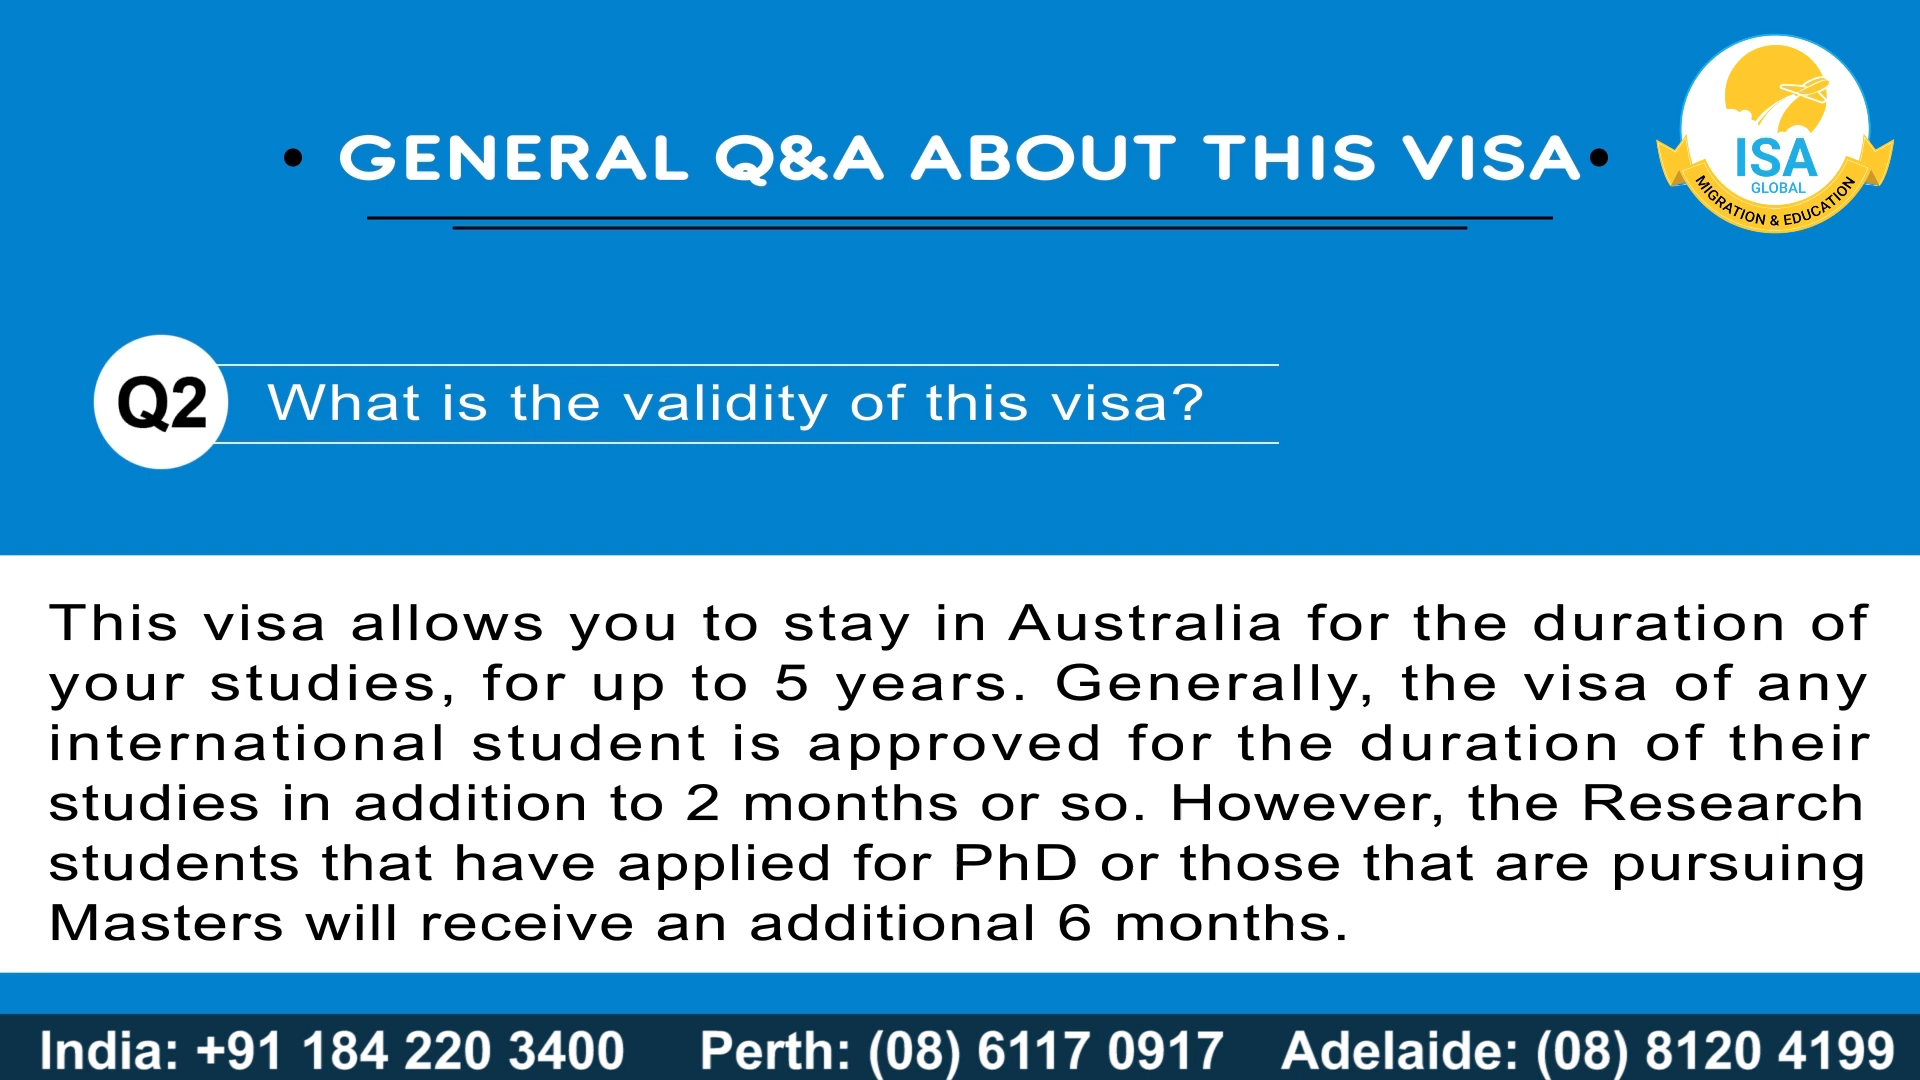 • GENERAL Q&A ABOUT THIS VISA •
ISA
GLOBAL
MIGRATION & EDUCATION
Q2 What is the validity of this visa?
This visa allows you to stay in Australia for the duration of
your studies, for up to 5 years. Generally, the visa of any
international student is approved for the duration of their
studies in addition to 2 months or so. However, the Research
students that have applied for PhD or those that are pursuing
Masters will receive an additional 6 months.
India: +91 184 220 3400 Perth: (08) 6117 0917 Adelaide: (08) 8120 4199